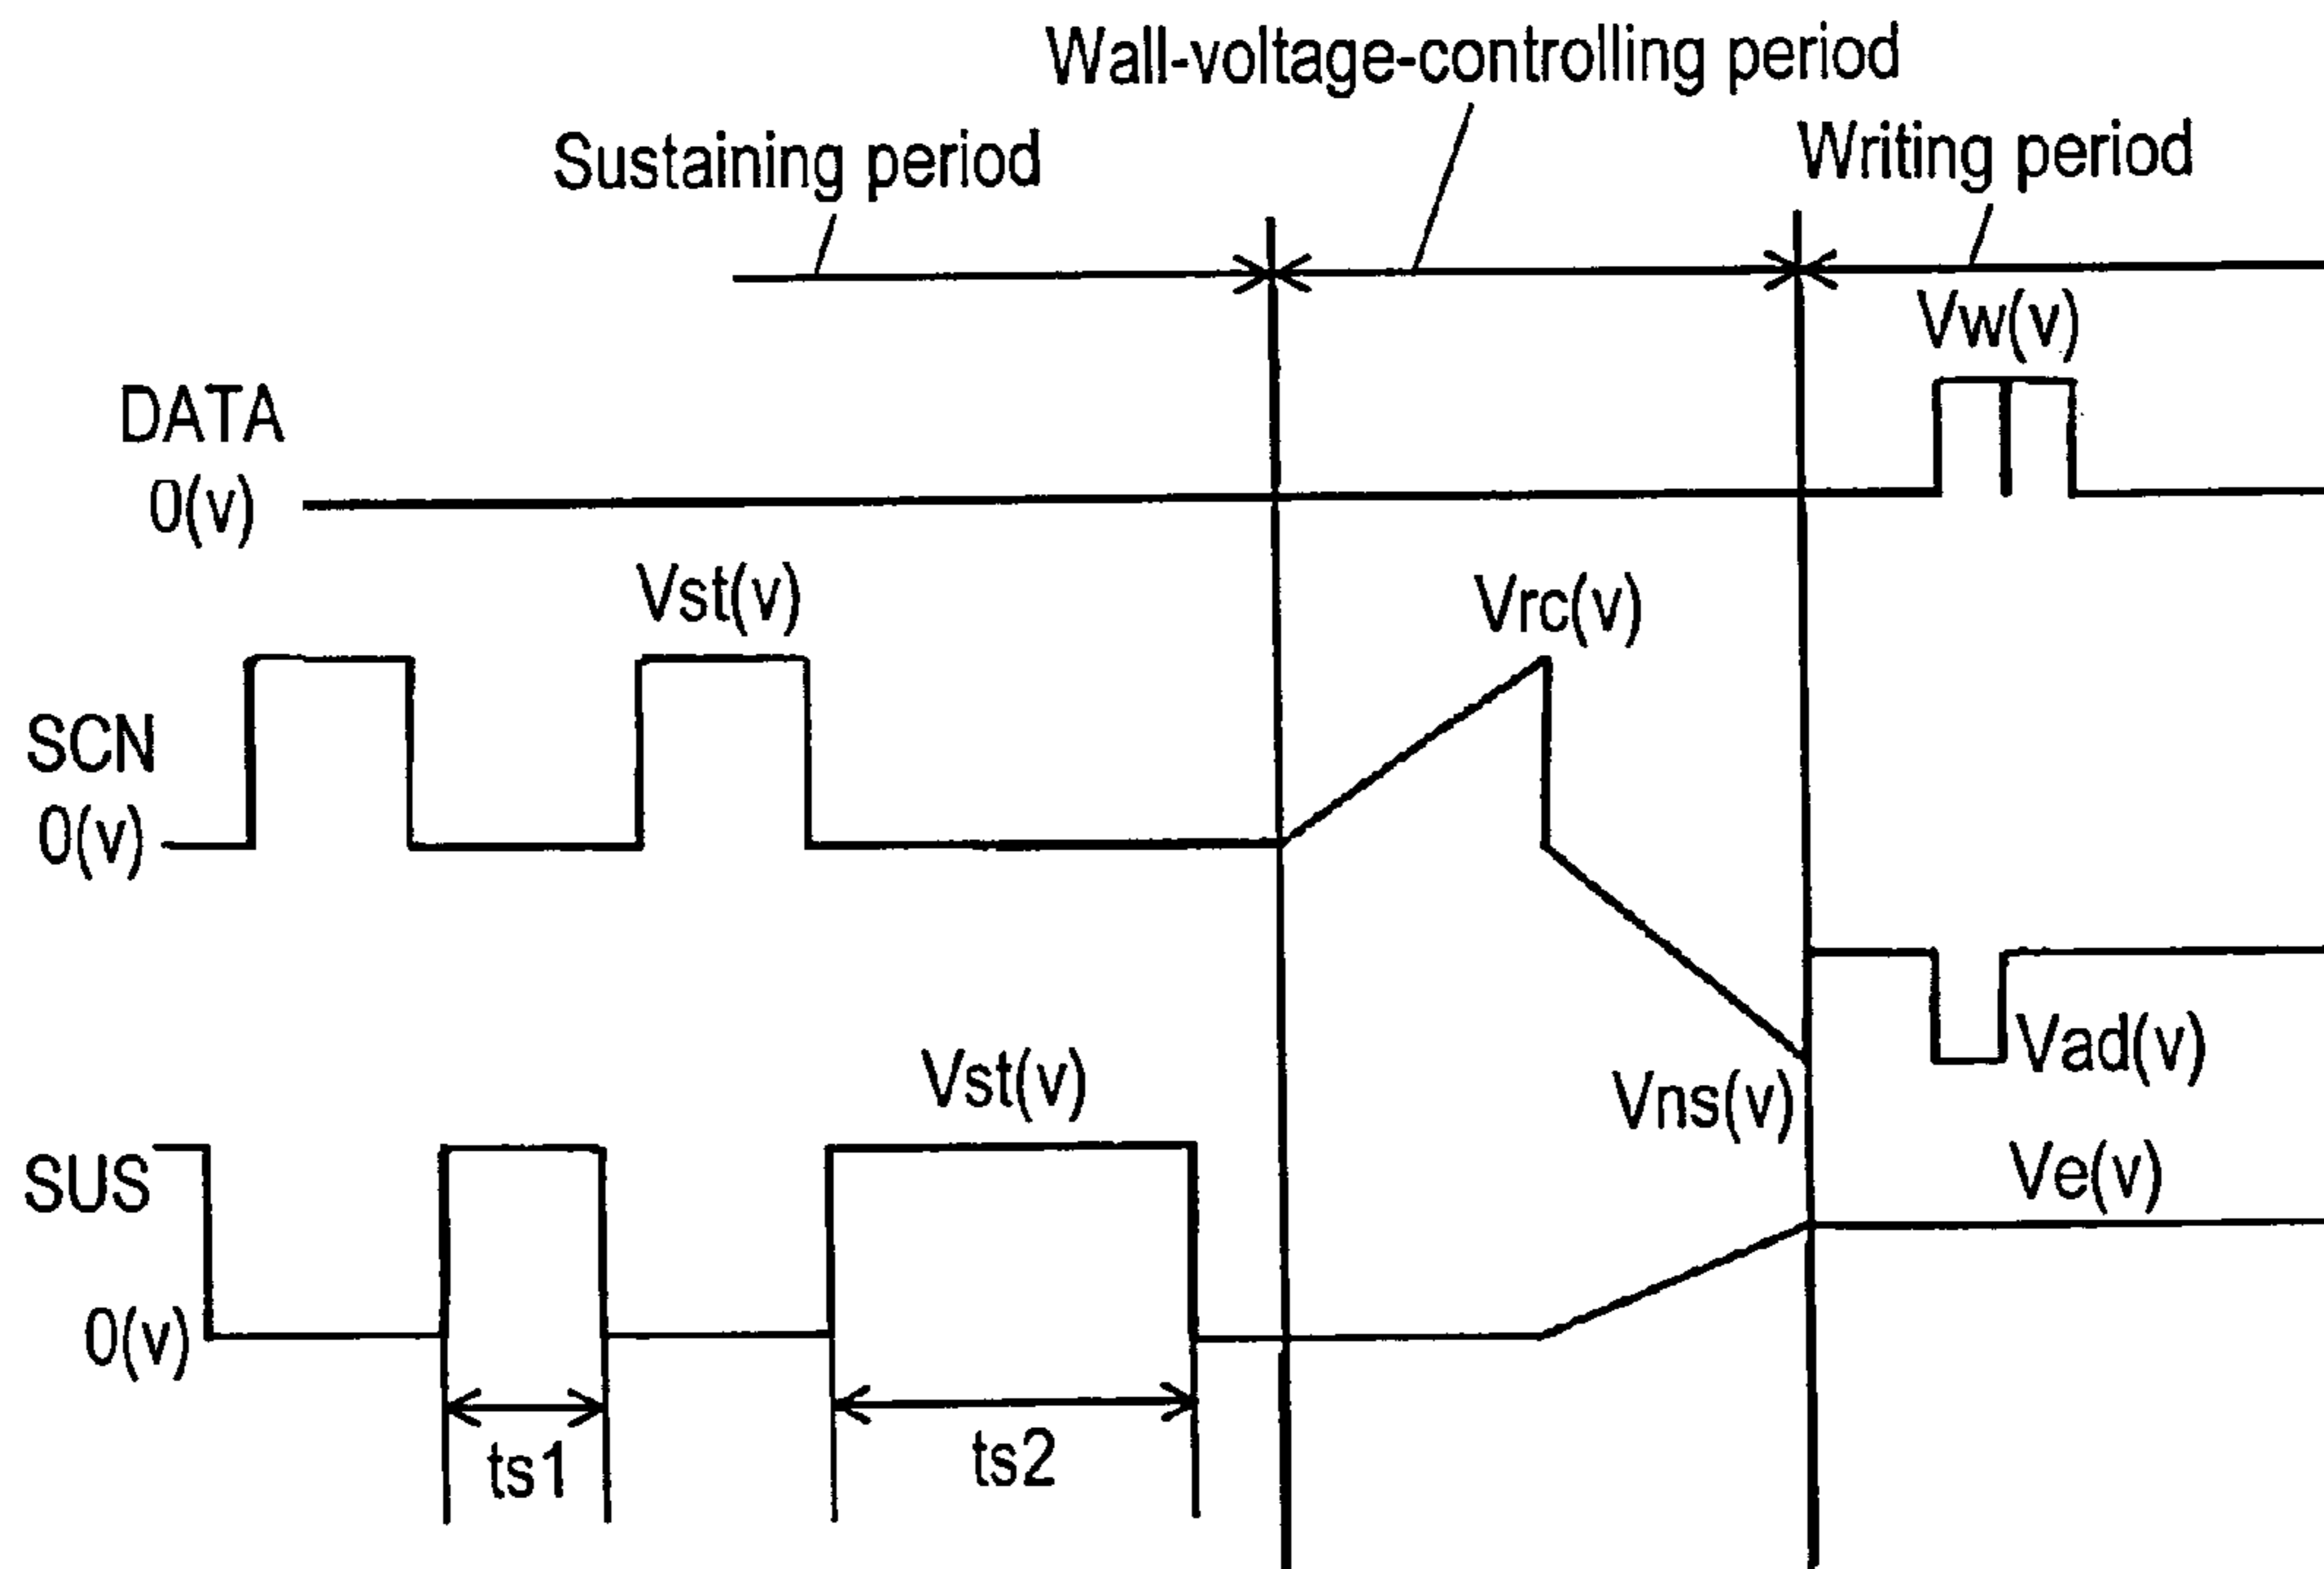 Wall-voltage-controlling period
Sustaining period
Writing period
Vw(v)
DATA
0(v)
Vst(v)
Vrc(v)
SCN
0(v)
Vad(v)
Vst(v)
Vns(v)
SUS
Ve(v)
0(v)
ts1
ts2